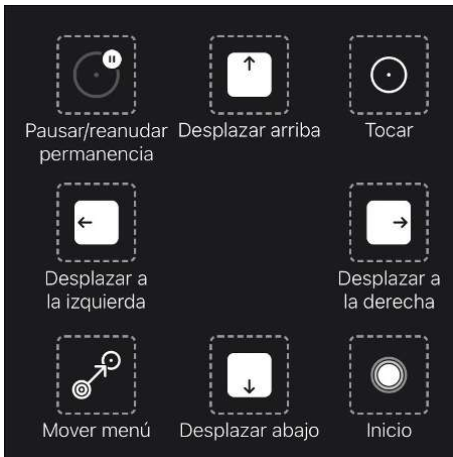 Pausar/reanudar permanencia
Desplazar arriba
Tocar
Desplazar a
la izquierda
Desplazar a
la derecha
Mover menú
Desplazar abajo
Inicio